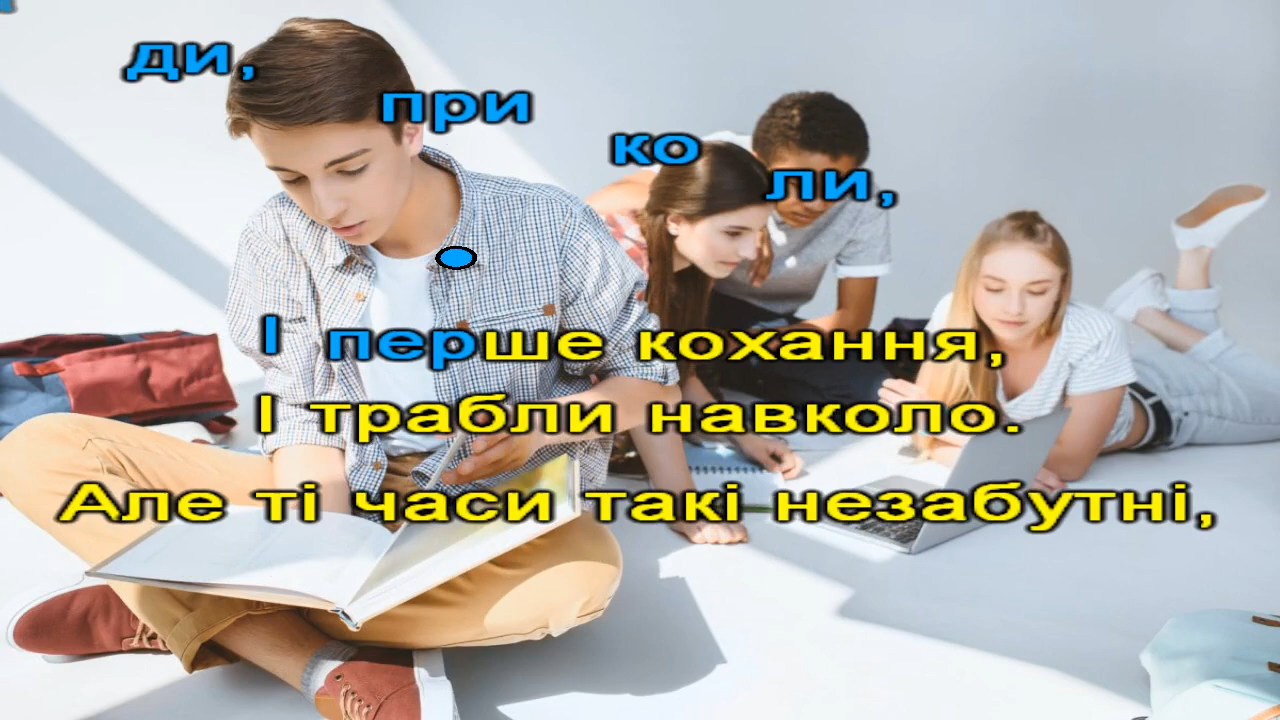 ди, при ко ли,
І перше кохання,
І трабли навколо.
Але ті часи такі незабутні,